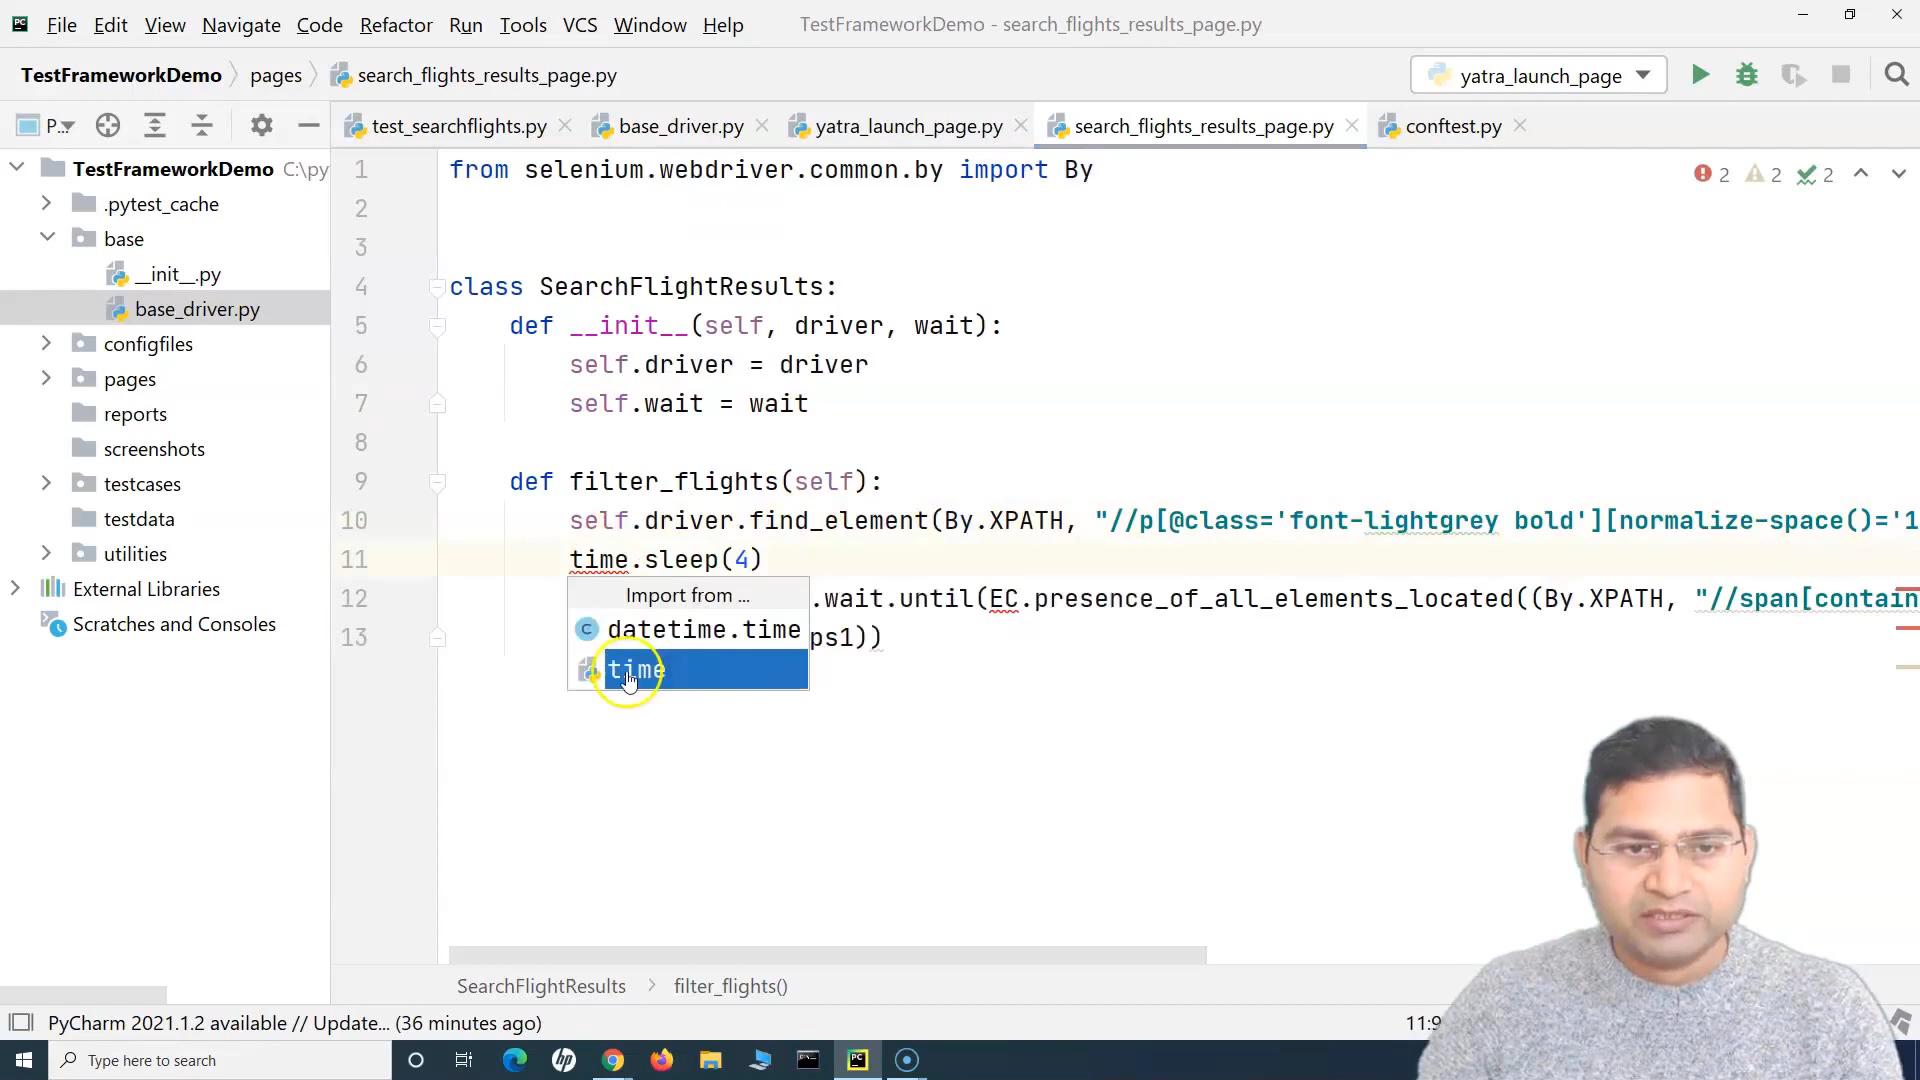 File Edit View Navigate Code Refactor Run Tools VCS Window Help TestFrameworkDemo - search_flights_results_page.py
TestFrameworkDemo pages search_flights_results_page.py yatra_launch_page
P... test_searchflights.py base_driver.py yatra_launch_page.py search_flights_results_page.py conftest.py
TestFrameworkDemo C:\py
.pytest_cache
base
__init__.py
base_driver.py
configfiles
pages
reports
screenshots
testcases
testdata
utilities
External Libraries
Scratches and Consoles
1 from selenium.webdriver.common.by import By
2 2 2
2
3
4 class SearchFlightResults:
5 def __init__(self, driver, wait):
6 self.driver = driver
7 self.wait = wait
8
9 def filter_flights(self):
10 self.driver.find_element(By.XPATH, "//p[@class='font-lightgrey bold'][normalize-space()='1
11 time.sleep(4)
12 .wait.until(EC.presence_of_all_elements_located((By.XPATH, "//span[contain
13 ps1))
Import from ...
datetime.time
time
SearchFlightResults filter_flights()
PyCharm 2021.1.2 available // Update... (36 minutes ago) 11:9
Type here to search